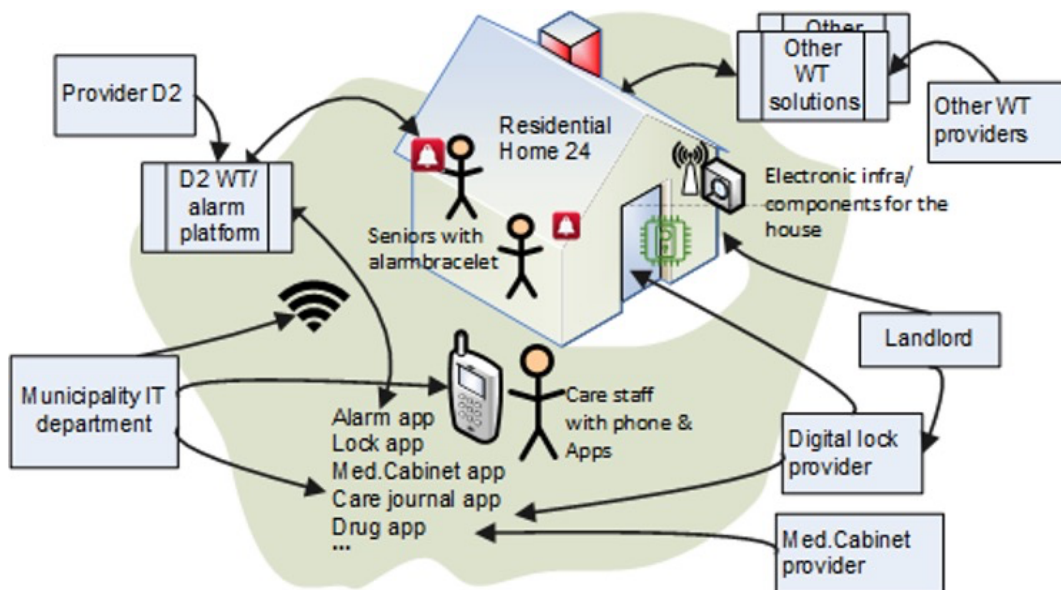 Other
Other
WT
solutions
Provider D2
Other WT
providers
Residential
Home 24
D2 WT/
alarm
platform
Electronic infra/
components for the
house
Seniors with
alarmbracelet
Landlord
Municipality IT
department
Care staff
with phone &
Apps
Alarm app
Lock app
Med.Cabinet app
Care journal app
Drug app
...
Digital lock
provider
Med.Cabinet
provider